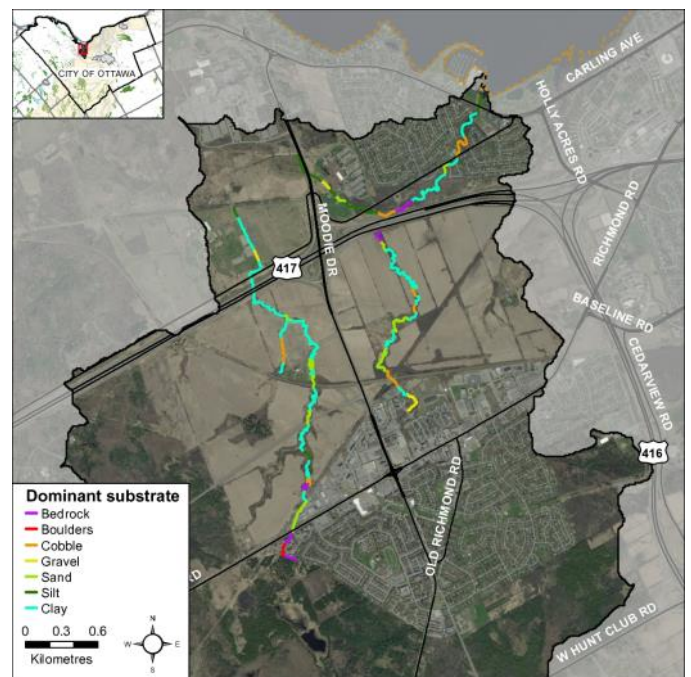 CITY OF OTTAWA
CARLING AVE
HOLLY ACRES RD
RICHMOND RD
MOODIE DR
417
BASELINE RD
CEDARVIEW RD
416
OLD RICHMOND RD
RD
W HUNT CLUB RD
Dominant substrate
Bedrock
Boulders
Cobble
Gravel
Sand
Silt
Clay
0 0.3 0.6
Kilometres
N
W E
S